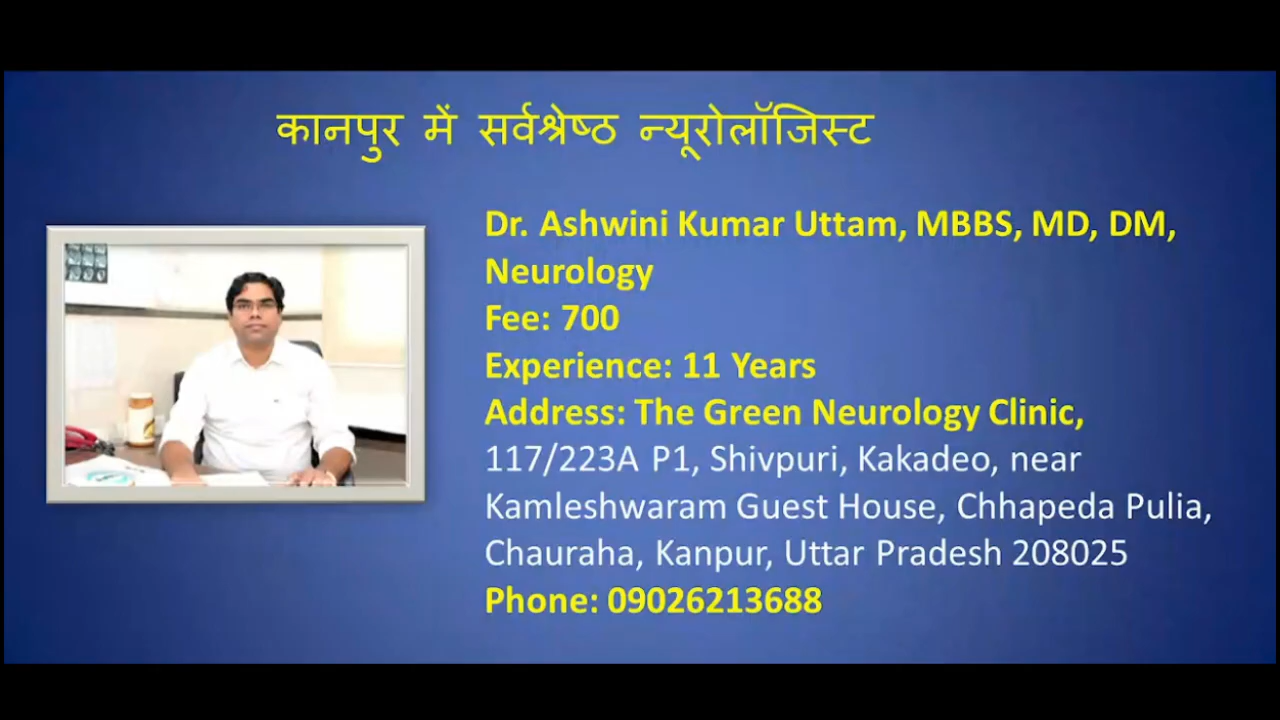 कानपुर में सर्वश्रेष्ठ न्यूरोलॉजिस्ट
Dr. Ashwini Kumar Uttam, MBBS, MD, DM,
Neurology
Fee: 700
Experience: 11 Years
Address: The Green Neurology Clinic,
117/223A P1, Shivpuri, Kakadeo, near
Kamleshwaram Guest House, Chhapeda Pulia,
Chauraha, Kanpur, Uttar Pradesh 208025
Phone: 09026213688